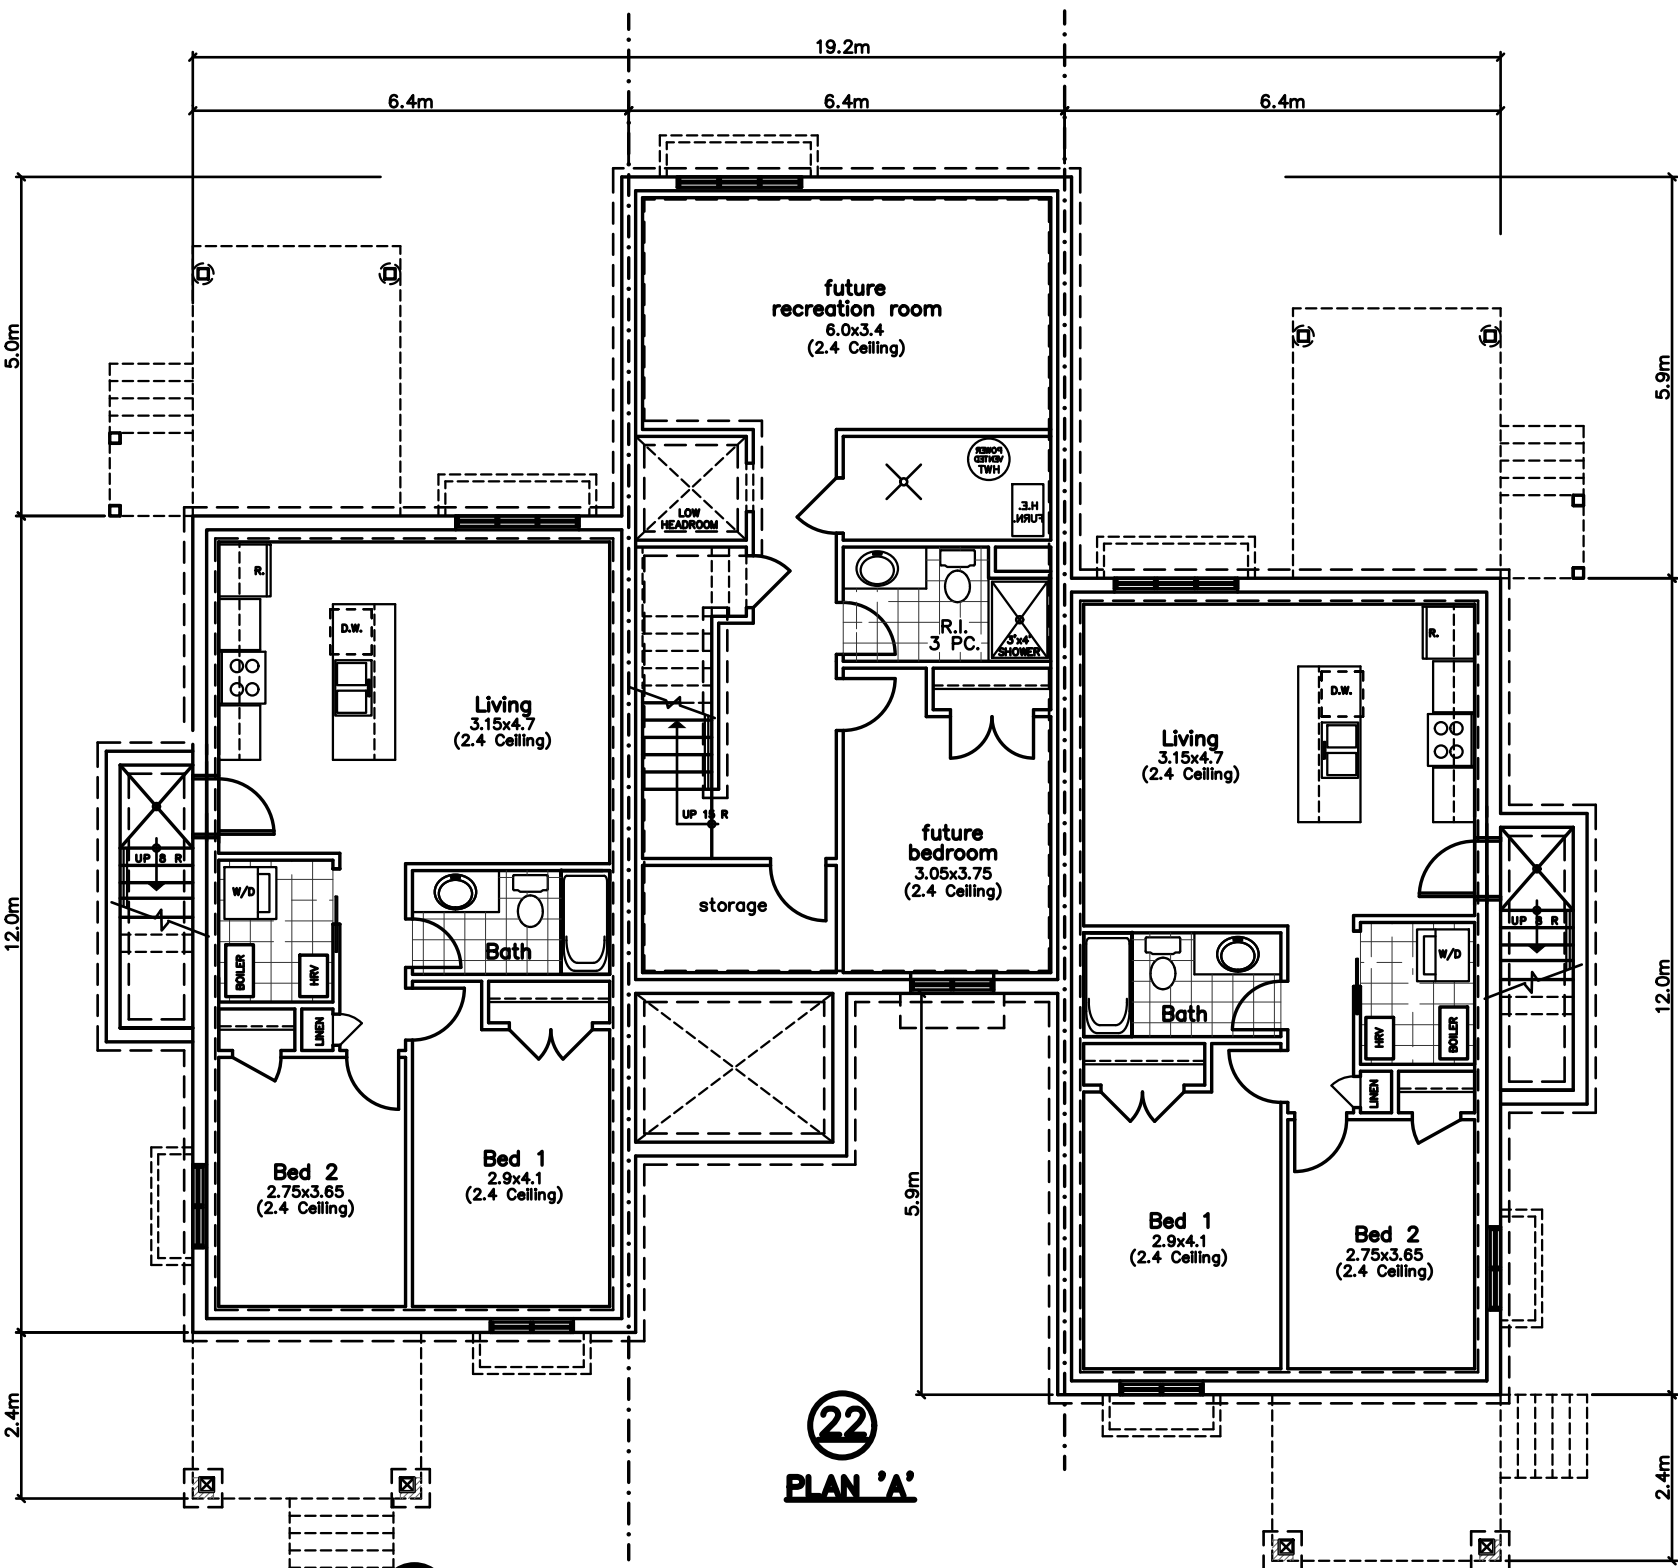 19.2m
6.4m
6.4m
6.4m
5.0m
12.0m
2.4m
5.9m
12.0m
2.4m
5.9m
future
recreation room
6.0x3.4
(2.4 Ceiling)
LOW
HEADROOM
POWER
VENTED
HWT
H.E.
FURN.
R.I.
3 PC.
3'x4'
SHOWER
UP 15 R
future
bedroom
3.05x3.75
(2.4 Ceiling)
storage
R.
D.W.
Living
3.15x4.7
(2.4 Ceiling)
UP 8 R
W/D
BOILER
HRV
LINEN
Bath
Bed 2
2.75x3.65
(2.4 Ceiling)
Bed 1
2.9x4.1
(2.4 Ceiling)
R.
D.W.
Living
3.15x4.7
(2.4 Ceiling)
UP 8 R
W/D
HRV
BOILER
LINEN
Bath
Bed 1
2.9x4.1
(2.4 Ceiling)
Bed 2
2.75x3.65
(2.4 Ceiling)
22
PLAN 'A'